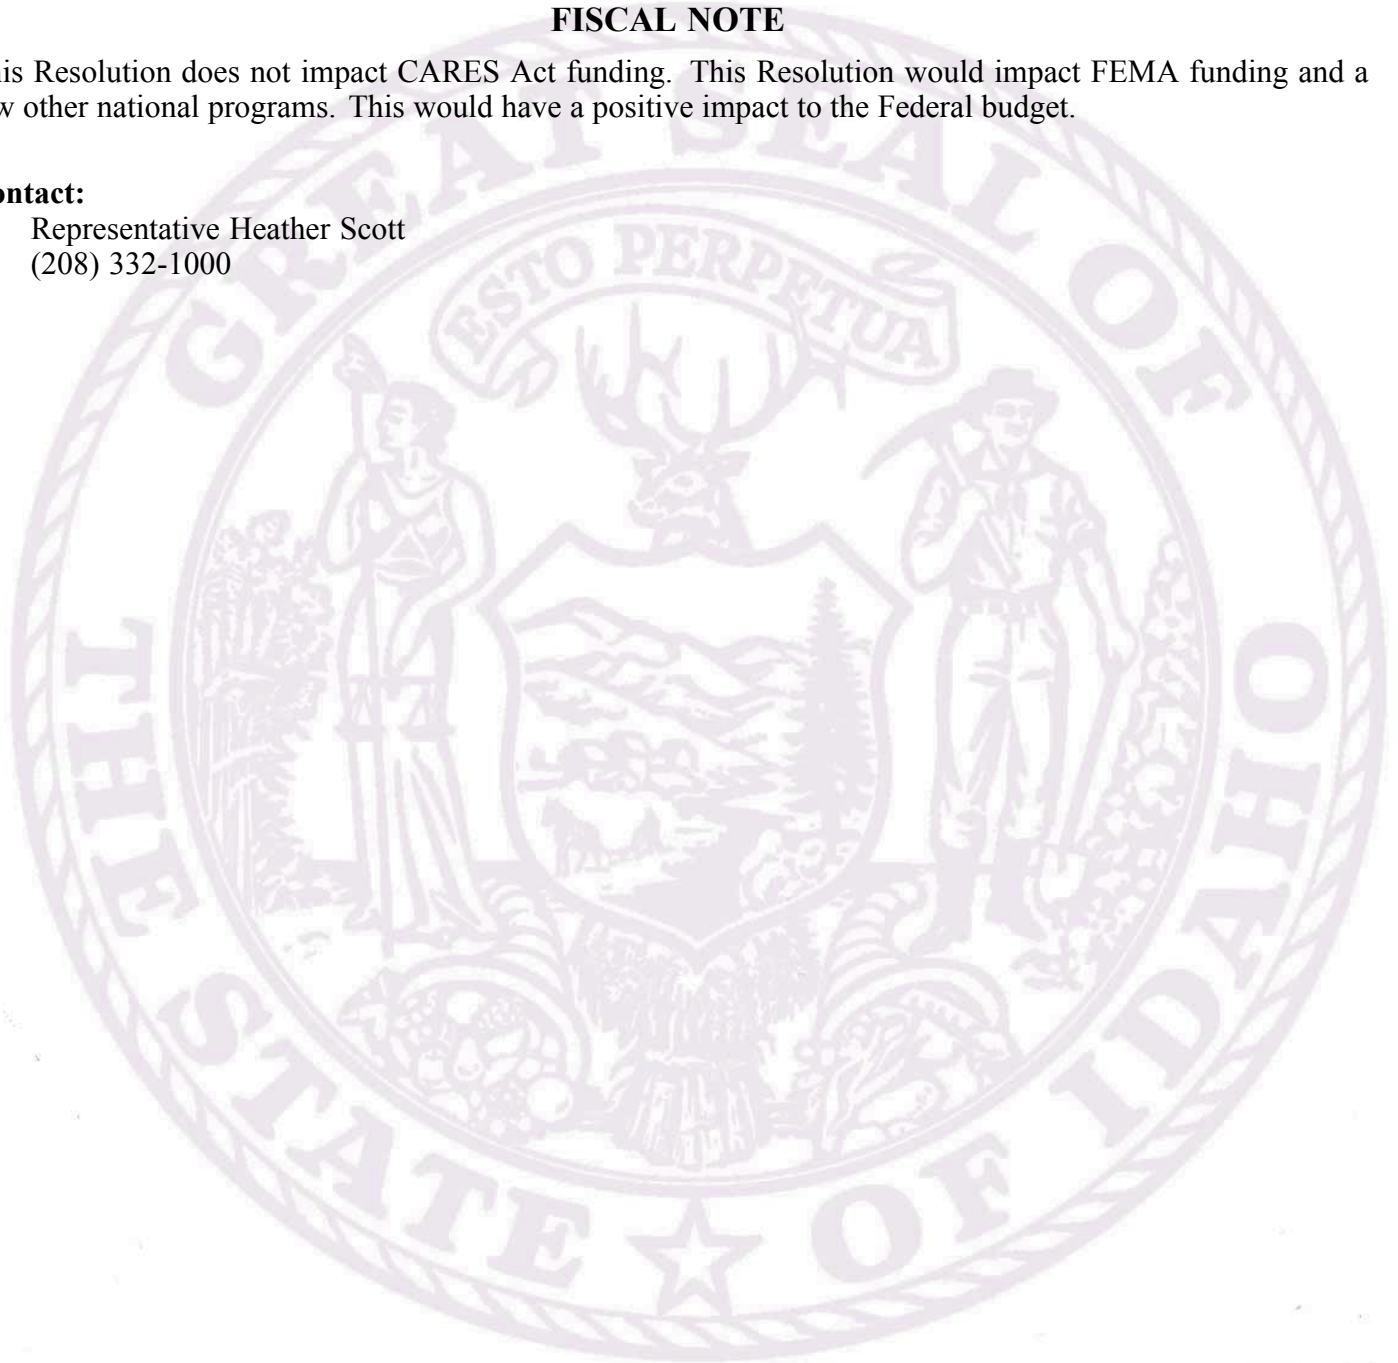 FISCAL NOTE
his Resolution does not impact CARES Act funding. This Resolution would impact FEMA funding and a
w other national programs. This would have a positive impact to the Federal budget.
ontact:
Representative Heather Scott
(208) 332-1000
GREAT SEAL OF
ESTO PERPETUA
THE
STATE OF IDAHO